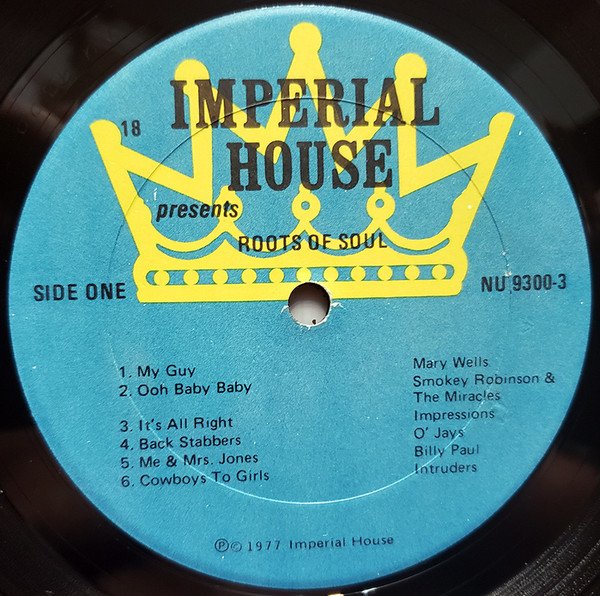 18
IMPERIAL
HOUSE
presents
ROOTS OF SOUL
SIDE ONE
NU 9300-3
1. My Guy Mary Wells
2. Ooh Baby Baby Smokey Robinson &
The Miracles
3. It's All Right Impressions
4. Back Stabbers O' Jays
5. Me & Mrs. Jones Billy Paul
6. Cowboys To Girls Intruders
Ⓟ© 1977 Imperial House